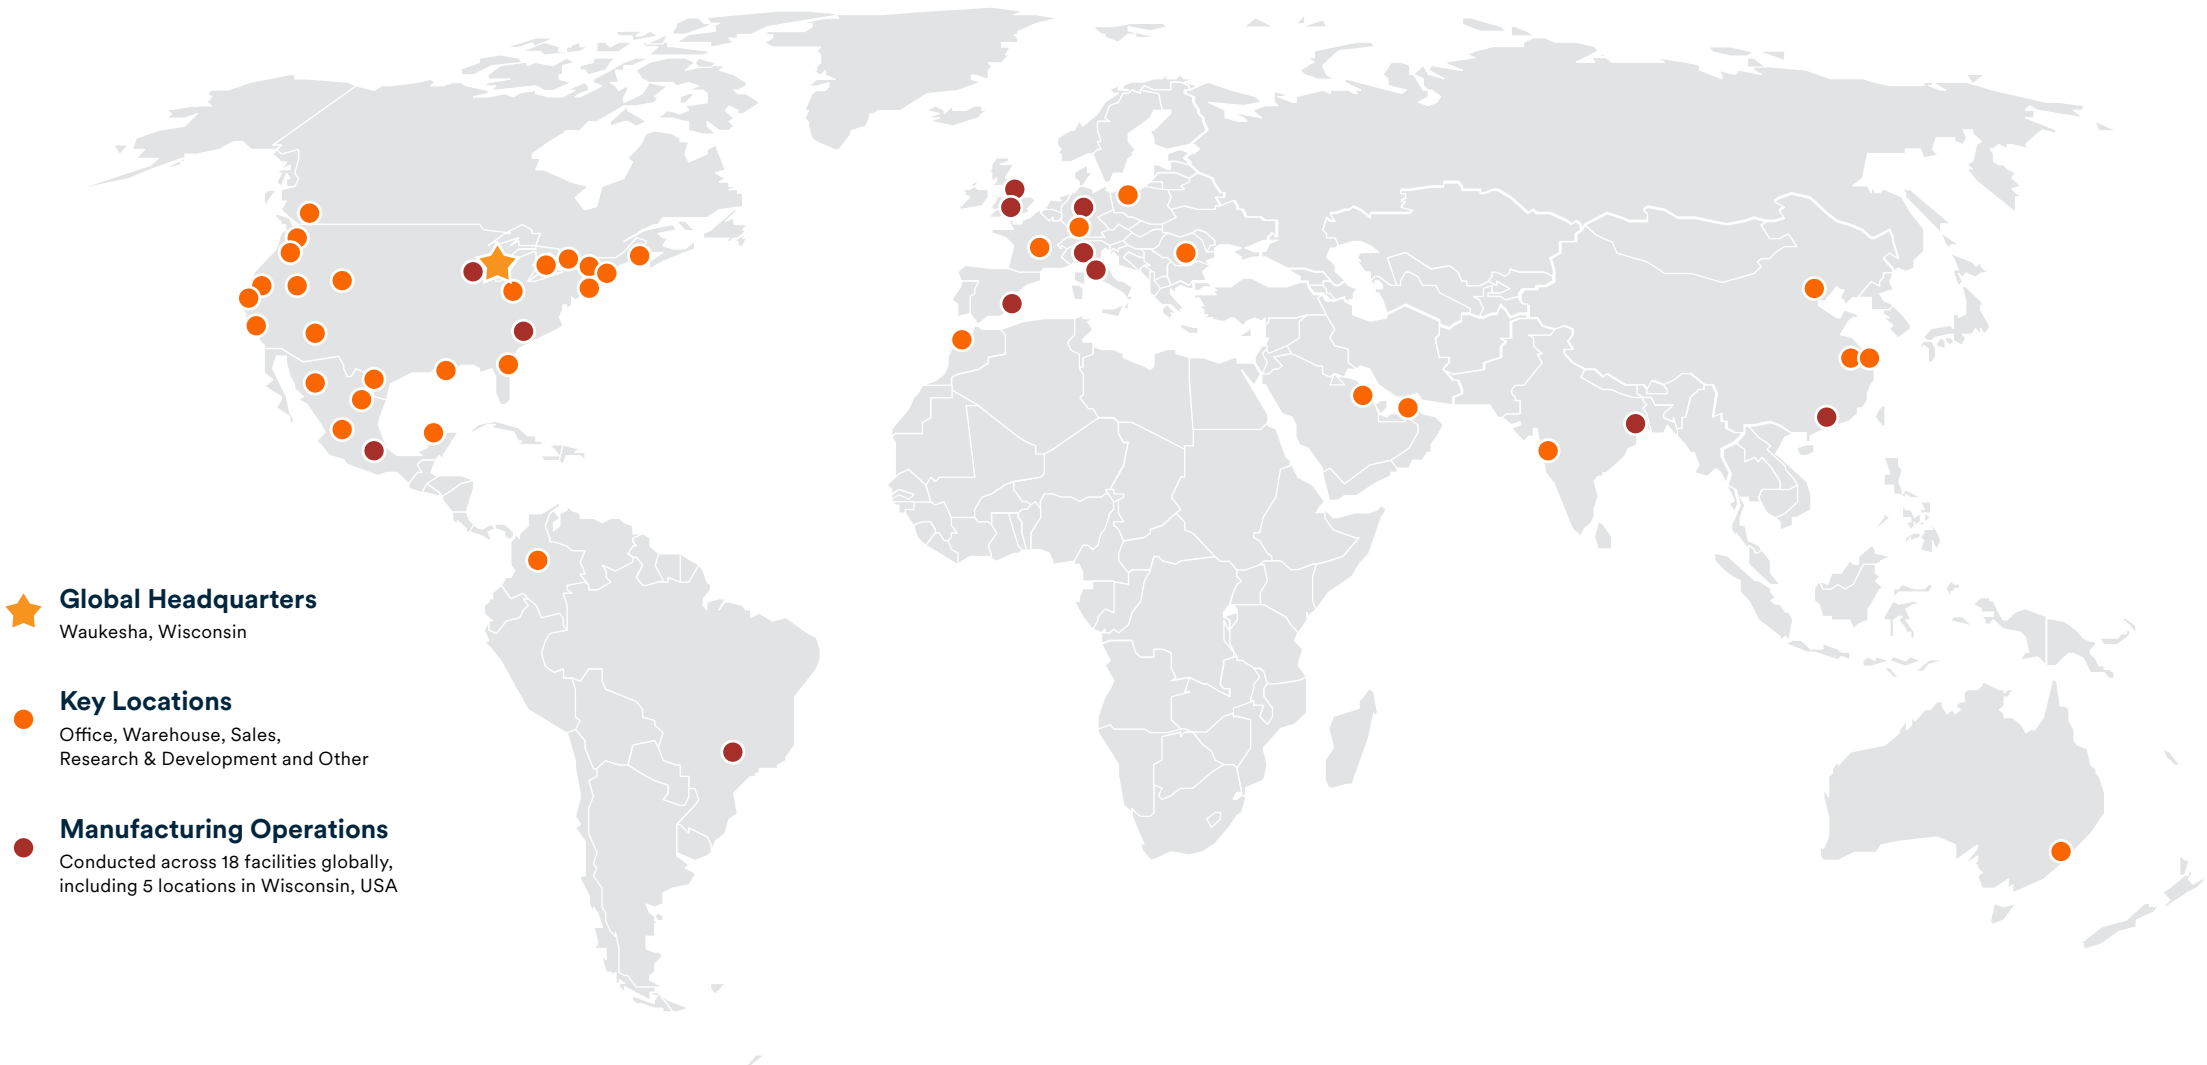 Global Headquarters
Waukesha, Wisconsin
Key Locations
Office, Warehouse, Sales,
Research & Development and Other
Manufacturing Operations
Conducted across 18 facilities globally,
including 5 locations in Wisconsin, USA